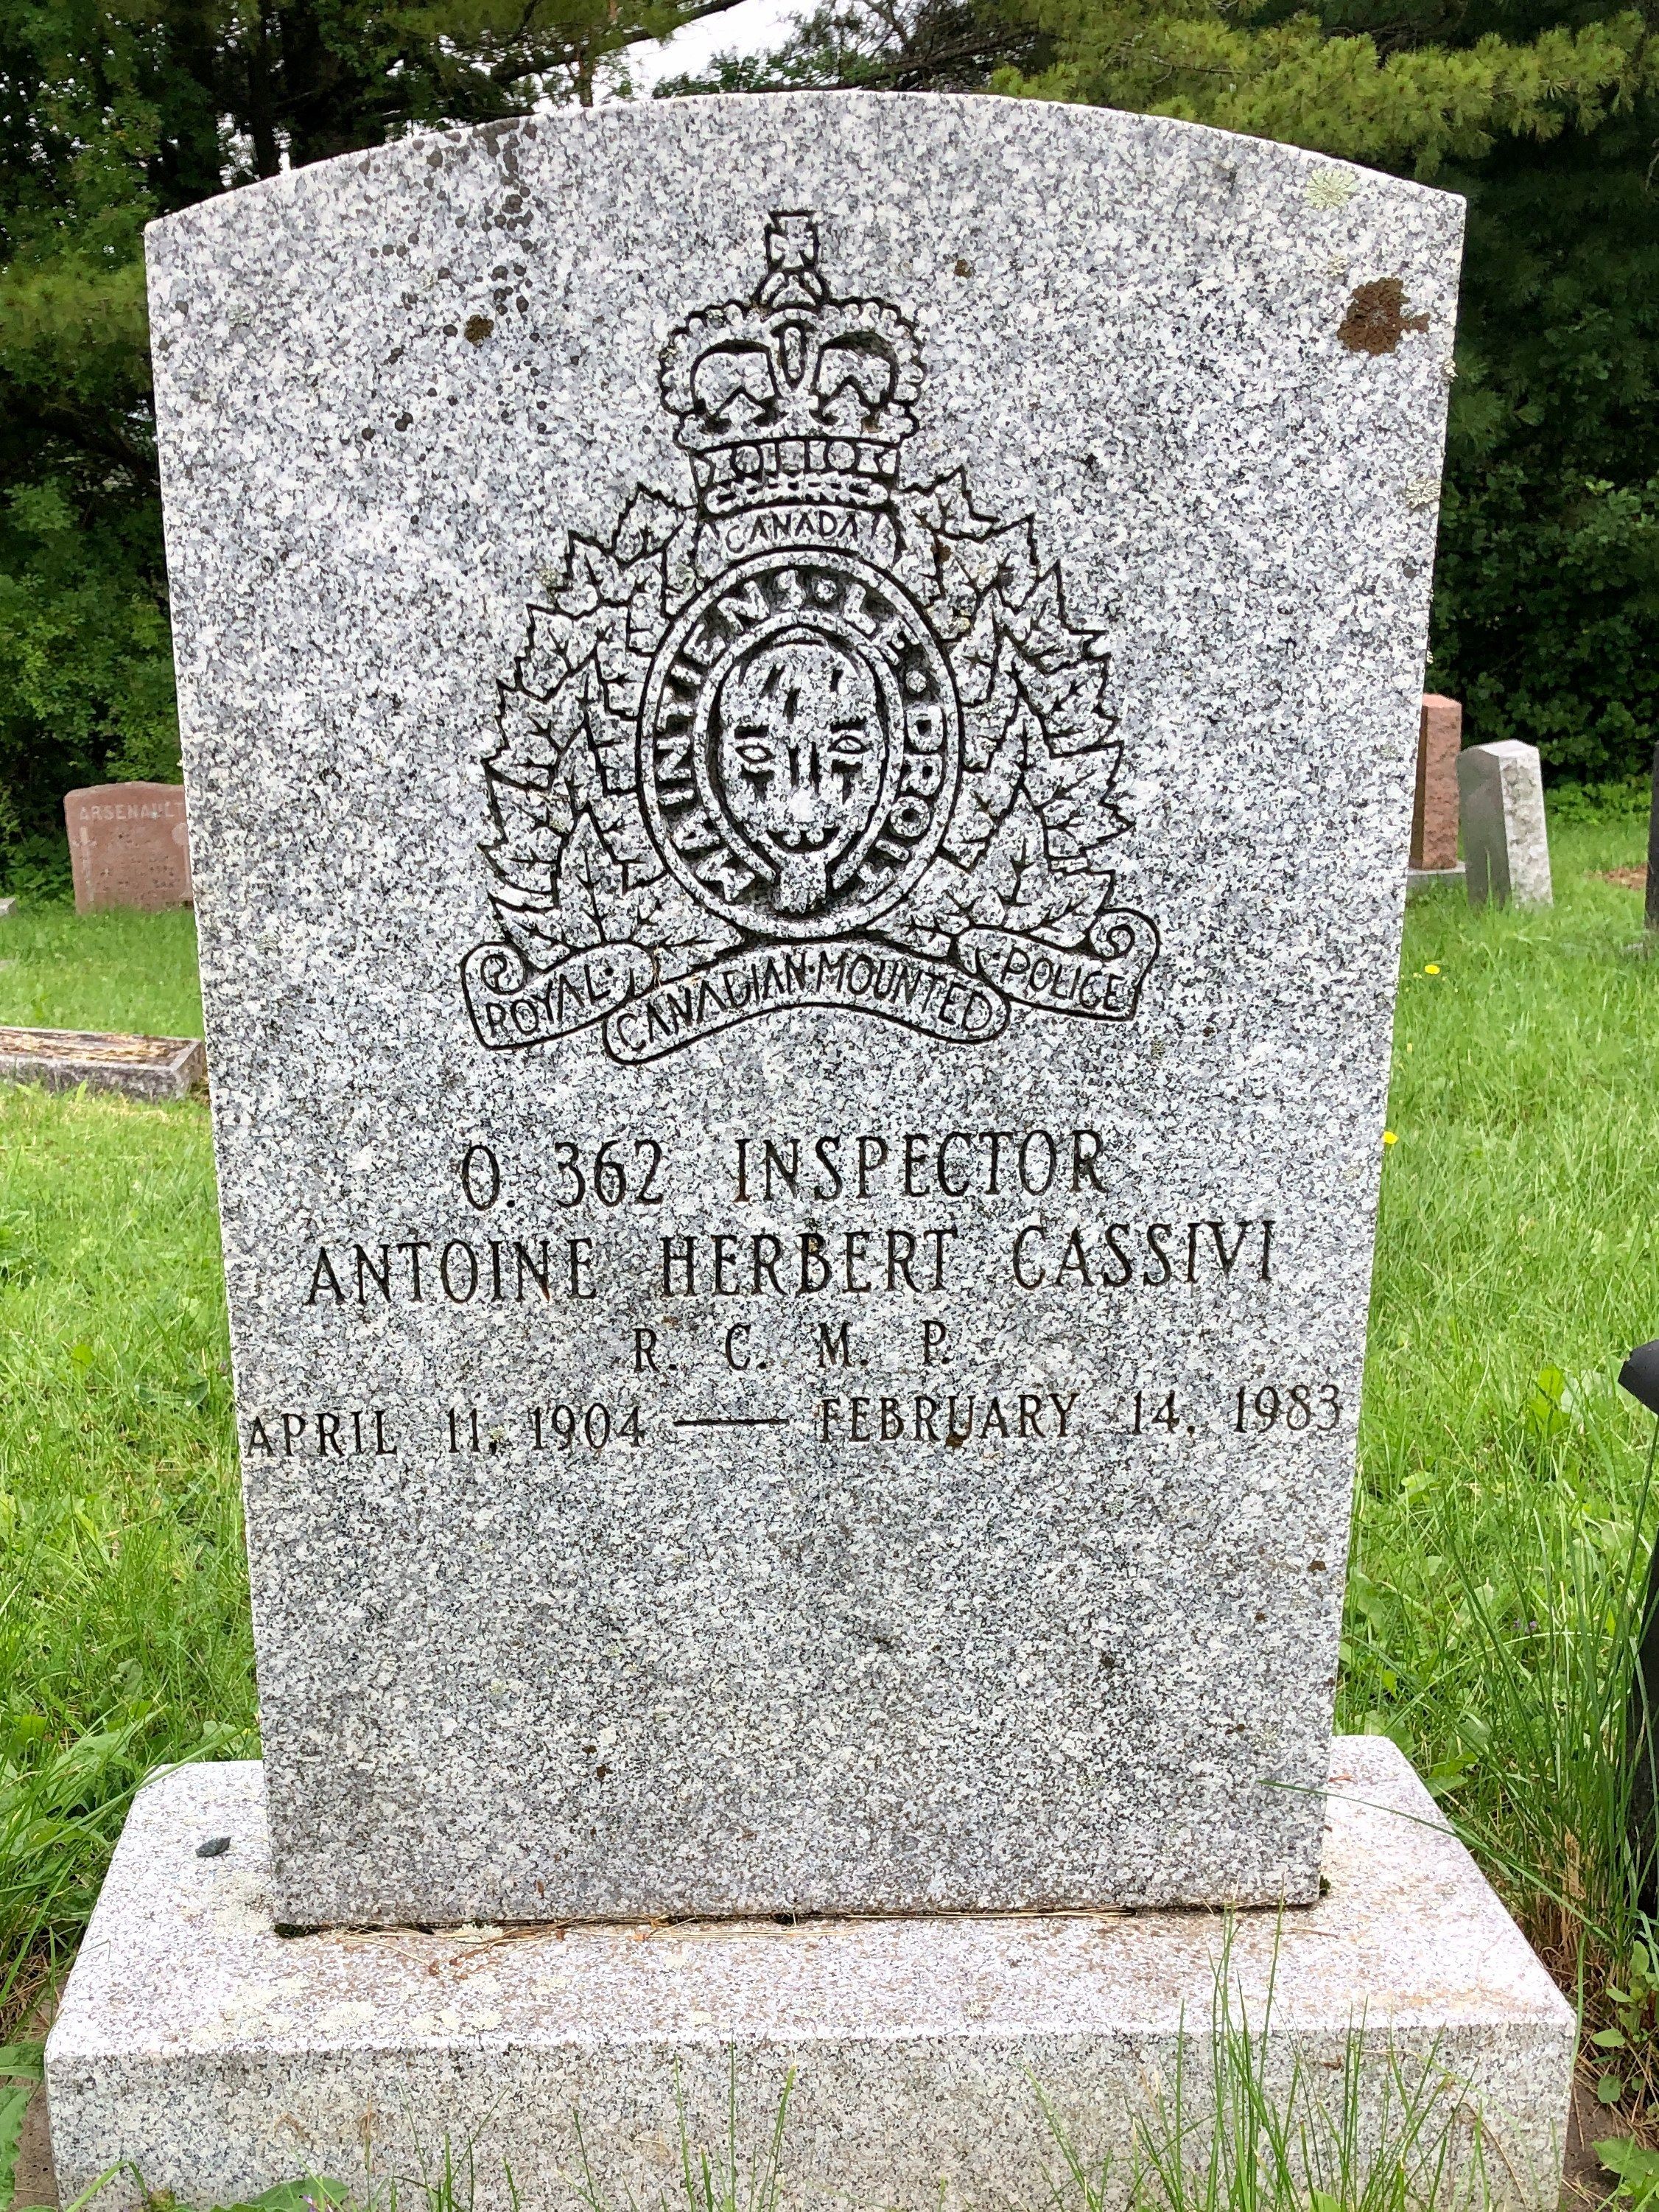 CANADA
MAINTIENS • LE • DROIT
ROYAL • CANADIAN • MOUNTED • POLICE
O. 362 INSPECTOR
ANTOINE HERBERT CASSIVI
R. C. M. P.
APRIL 11, 1904 — FEBRUARY 14, 1983
ARSENAULT